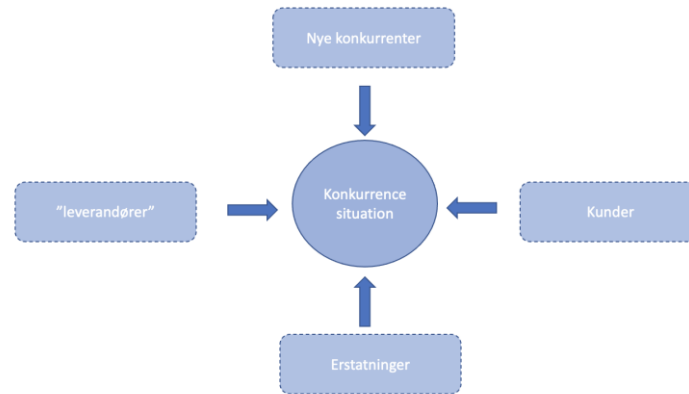 Nye konkurrenter
"leverandører"
Konkurrence
situation
Kunder
Erstatninger